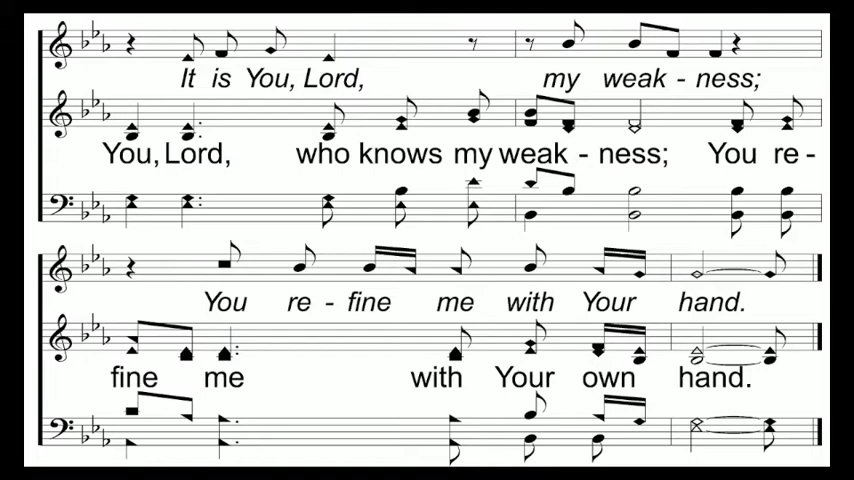 It is You, Lord, my weak - ness;
You, Lord, who knows my weak - ness; You re -
You re - fine me with Your hand.
fine me with Your own hand.